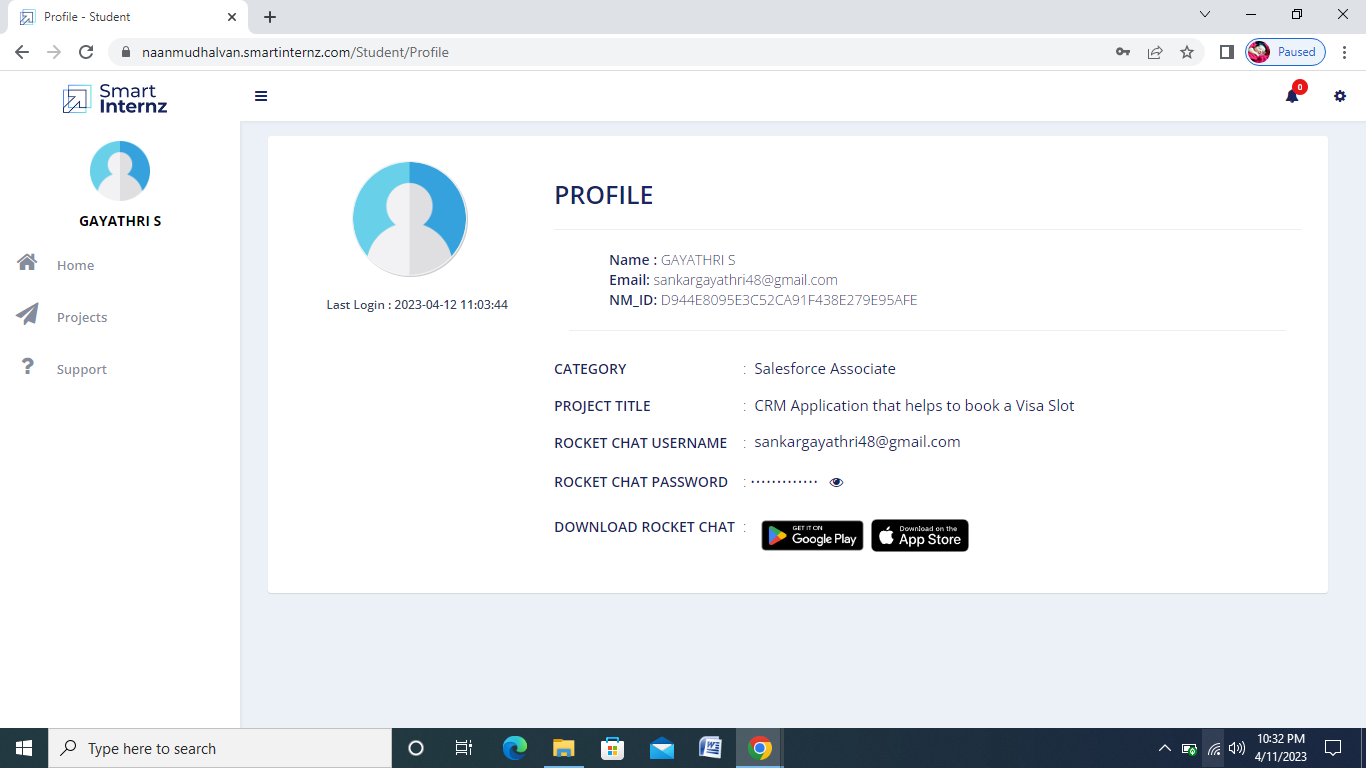 Profile - Student
naanmudhalvan.smartinternz.com/Student/Profile
Paused
Smart
Internz
0
GAYATHRI S
Home
Projects
Support
Last Login : 2023-04-12 11:03:44
PROFILE
Name : GAYATHRI S
Email: sankargayathri48@gmail.com
NM_ID: D944E8095E3C52CA91F438E279E95AFE
CATEGORY : Salesforce Associate
PROJECT TITLE : CRM Application that helps to book a Visa Slot
ROCKET CHAT USERNAME : sankargayathri48@gmail.com
ROCKET CHAT PASSWORD : ·············
DOWNLOAD ROCKET CHAT :
GET IT ON
Google Play
Download on the
App Store
Type here to search
W
10:32 PM
4/11/2023